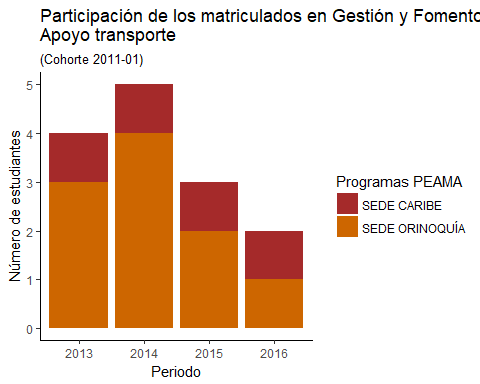 Participación de los matriculados en Gestión y Fomento
Apoyo transporte
(Cohorte 2011-01)
Número de estudiantes
5
4
3
2
1
0
2013 2014 2015 2016
Periodo
Programas PEAMA
SEDE CARIBE
SEDE ORINOQUÍA